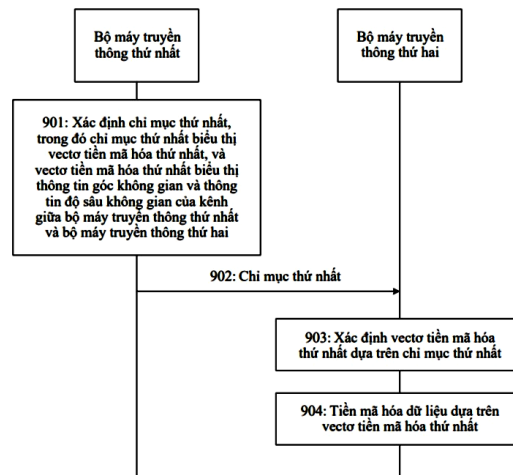 Bộ máy truyền
thông thứ nhất
Bộ máy truyền
thông thứ hai
901: Xác định chỉ mục thứ nhất,
trong đó chỉ mục thứ nhất biểu thị
vectơ tiền mã hóa thứ nhất, và
vectơ tiền mã hóa thứ nhất biểu thị
thông tin góc không gian và thông
tin độ sâu không gian của kênh
giữa bộ máy truyền thông thứ nhất
và bộ máy truyền thông thứ hai
902: Chỉ mục thứ nhất
903: Xác định vectơ tiền mã hóa
thứ nhất dựa trên chỉ mục thứ nhất
904: Tiền mã hóa dữ liệu dựa trên
vectơ tiền mã hóa thứ nhất